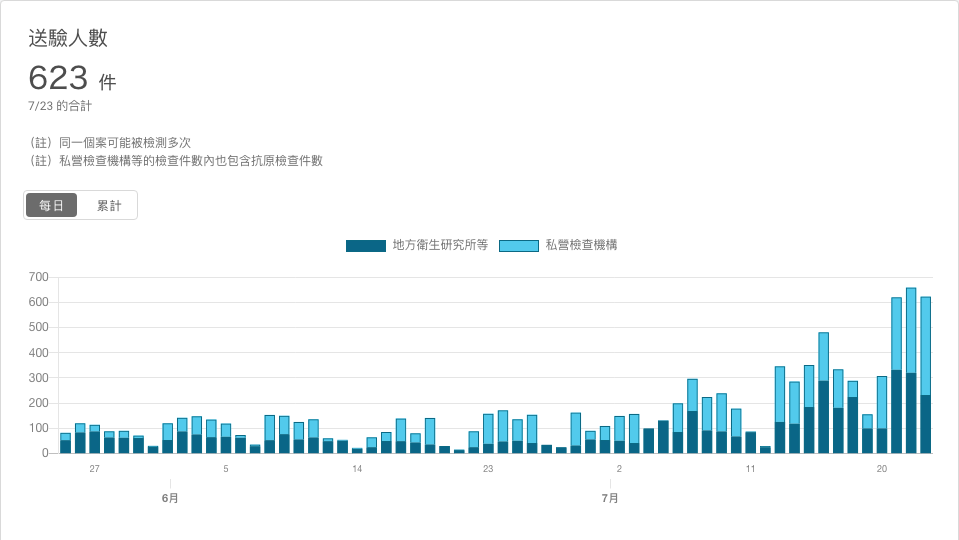 送驗人數
623 件
7/23 的合計
（註）同一個案可能被檢測多次
（註）私營檢查機構等的檢查件數內也包含抗原檢查件數
每日 累計
地方衛生研究所等 私營檢查機構
700
600
500
400
300
200
100
0
27 5 14 23 2 11 20
6月 7月